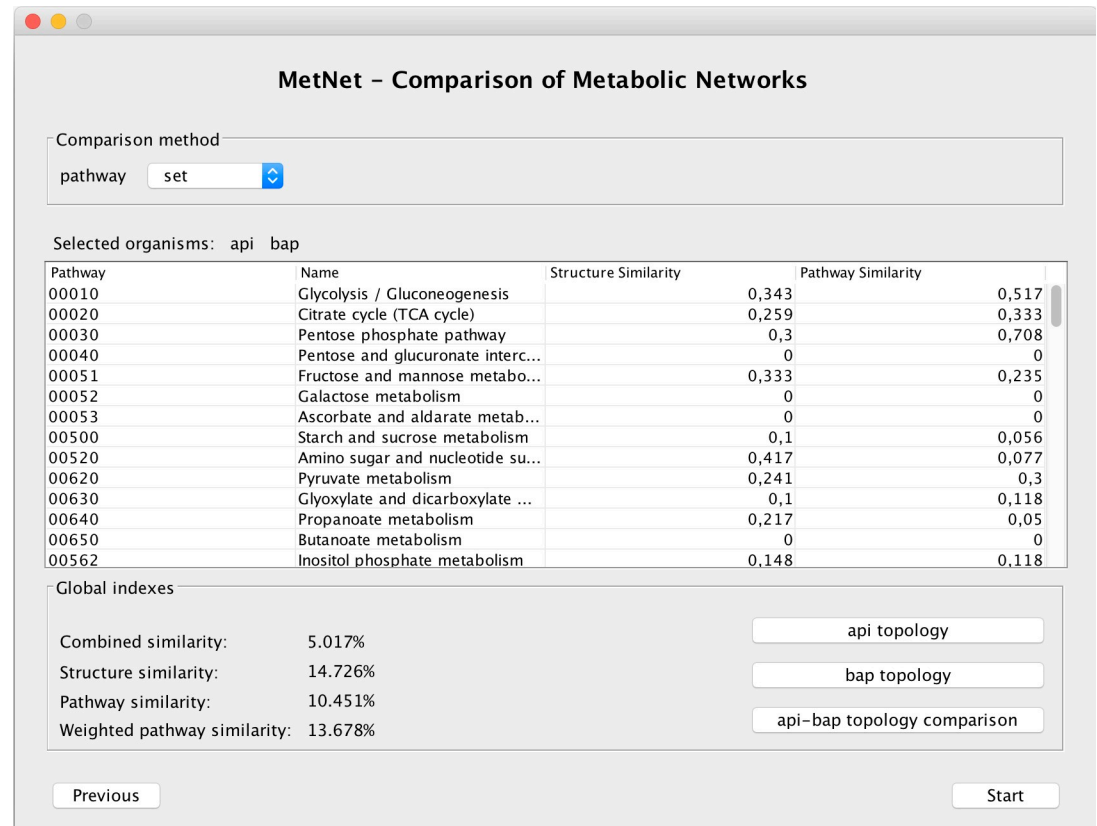 MetNet – Comparison of Metabolic Networks
Comparison method
pathway set
Selected organisms: api bap
Pathway Name Structure Similarity Pathway Similarity
00010 Glycolysis / Gluconeogenesis 0,343 0,517
00020 Citrate cycle (TCA cycle) 0,259 0,333
00030 Pentose phosphate pathway 0,3 0,708
00040 Pentose and glucuronate interc... 0 0
00051 Fructose and mannose metabo... 0,333 0,235
00052 Galactose metabolism 0 0
00053 Ascorbate and aldarate metab... 0 0
00500 Starch and sucrose metabolism 0,1 0,056
00520 Amino sugar and nucleotide su... 0,417 0,077
00620 Pyruvate metabolism 0,241 0,3
00630 Glyoxylate and dicarboxylate ... 0,1 0,118
00640 Propanoate metabolism 0,217 0,05
00650 Butanoate metabolism 0 0
00562 Inositol phosphate metabolism 0,148 0,118
Global indexes
Combined similarity: 5.017%
Structure similarity: 14.726%
Pathway similarity: 10.451%
Weighted pathway similarity: 13.678%
api topology
bap topology
api-bap topology comparison
Previous Start